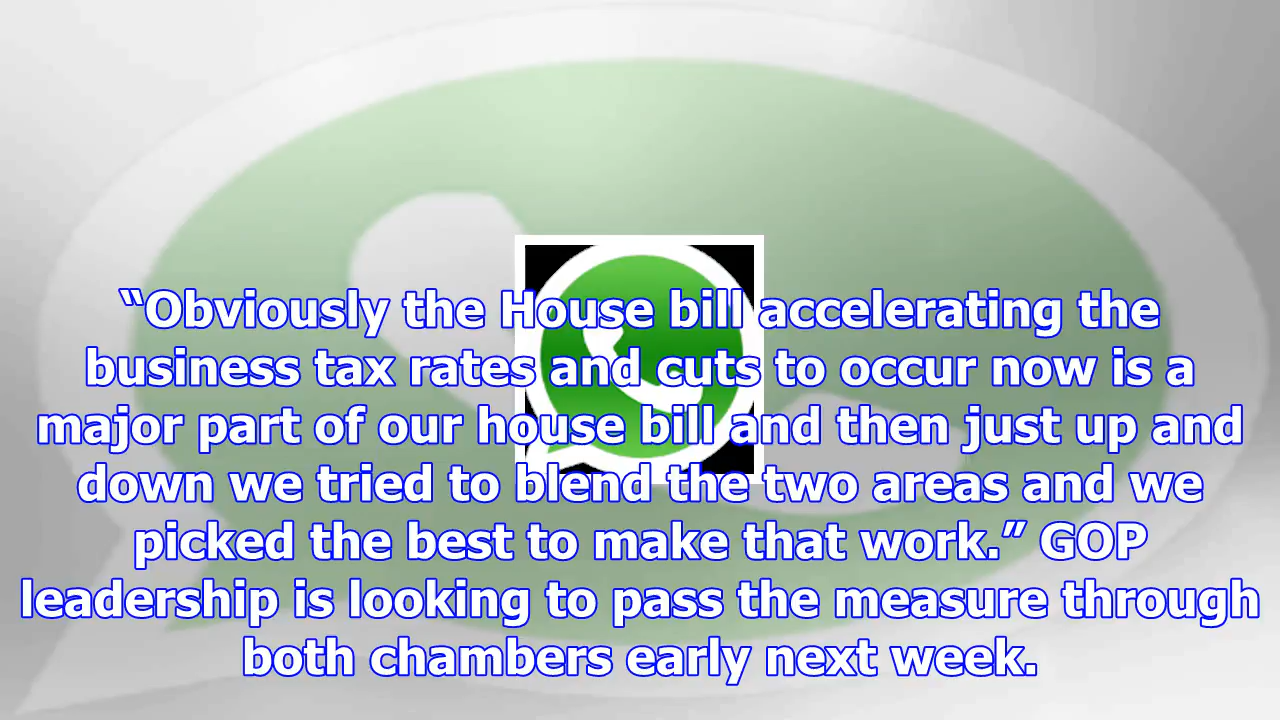 “Obviously the House bill accelerating the
business tax rates and cuts to occur now is a
major part of our house bill and then just up and
down we tried to blend the two areas and we
picked the best to make that work.” GOP
leadership is looking to pass the measure through
both chambers early next week.